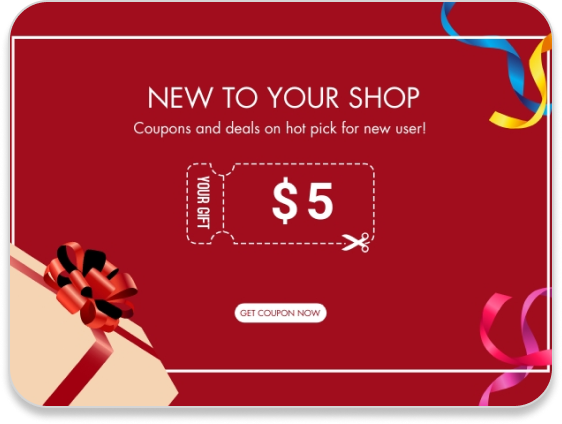 NEW TO YOUR SHOP
Coupons and deals on hot pick for new user!
YOUR GIFT
$5
GET COUPON NOW